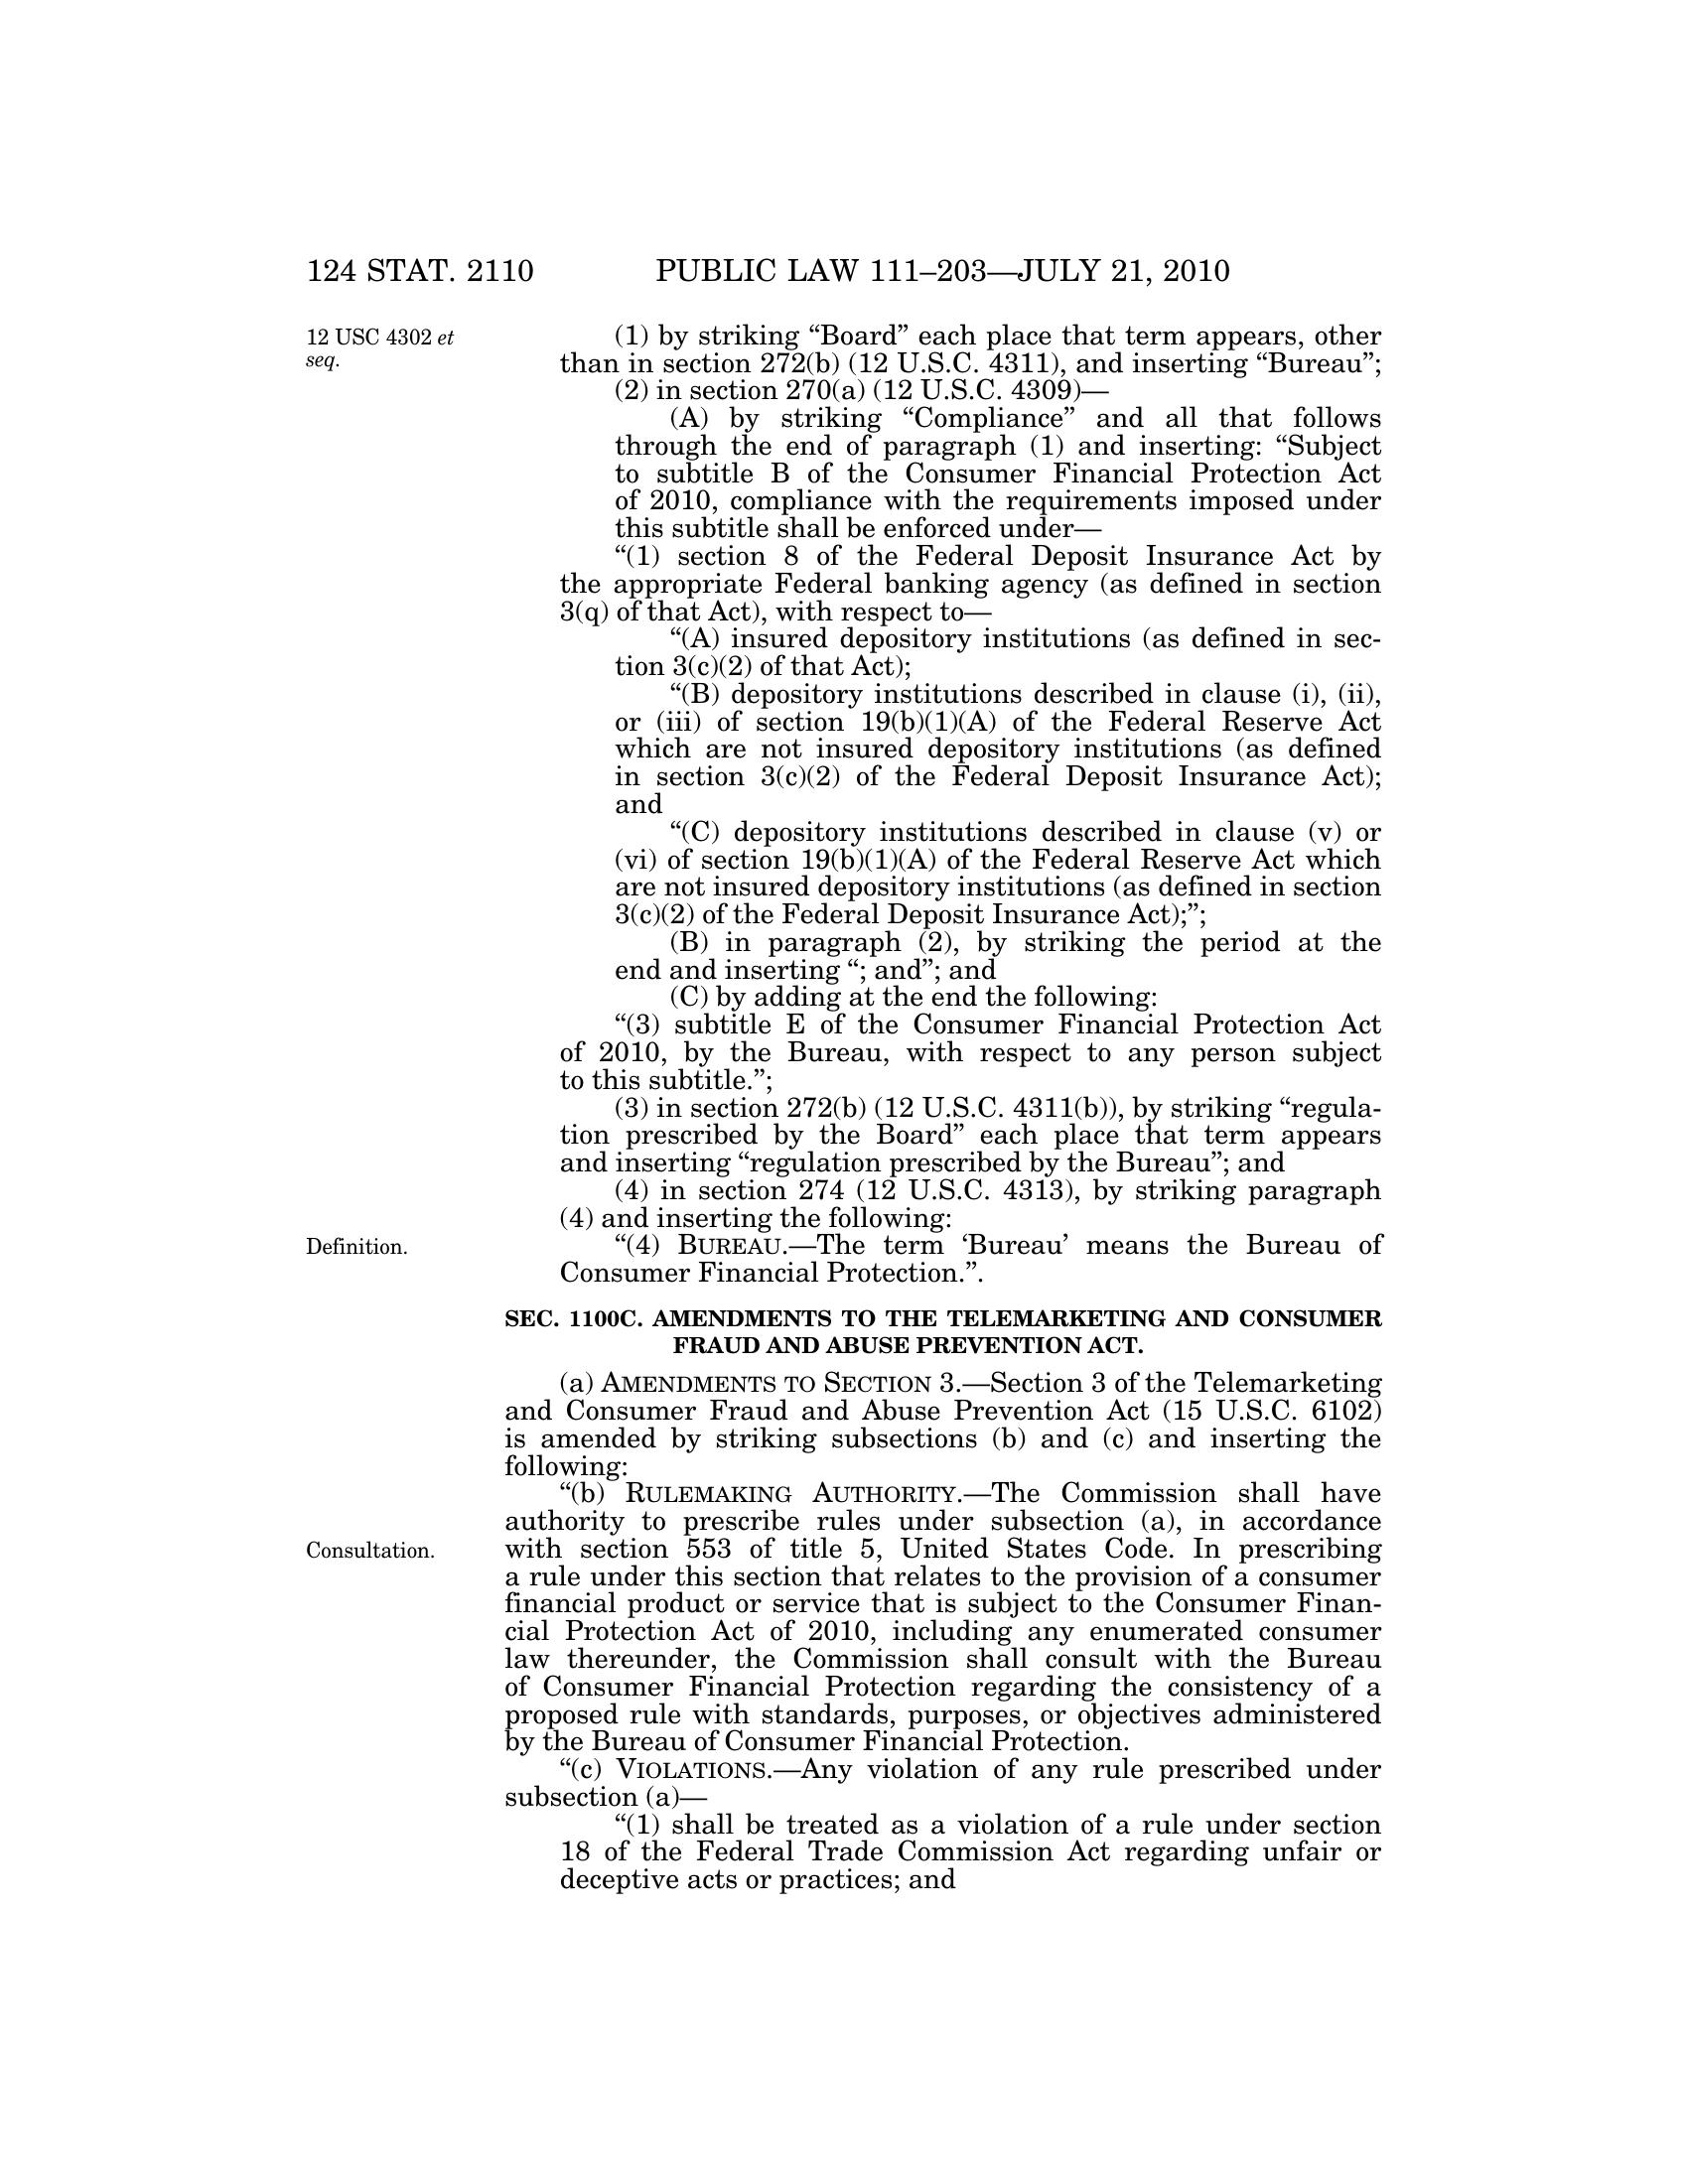 124 STAT. 2110 PUBLIC LAW 111–203—JULY 21, 2010
12 USC 4302 et
seq.
(1) by striking “Board” each place that term appears, other
than in section 272(b) (12 U.S.C. 4311), and inserting “Bureau”;
(2) in section 270(a) (12 U.S.C. 4309)—
(A) by striking “Compliance” and all that follows
through the end of paragraph (1) and inserting: “Subject
to subtitle B of the Consumer Financial Protection Act
of 2010, compliance with the requirements imposed under
this subtitle shall be enforced under—
“(1) section 8 of the Federal Deposit Insurance Act by
the appropriate Federal banking agency (as defined in section
3(q) of that Act), with respect to—
“(A) insured depository institutions (as defined in sec-
tion 3(c)(2) of that Act);
“(B) depository institutions described in clause (i), (ii),
or (iii) of section 19(b)(1)(A) of the Federal Reserve Act
which are not insured depository institutions (as defined
in section 3(c)(2) of the Federal Deposit Insurance Act);
and
“(C) depository institutions described in clause (v) or
(vi) of section 19(b)(1)(A) of the Federal Reserve Act which
are not insured depository institutions (as defined in section
3(c)(2) of the Federal Deposit Insurance Act);”;
(B) in paragraph (2), by striking the period at the
end and inserting “; and”; and
(C) by adding at the end the following:
“(3) subtitle E of the Consumer Financial Protection Act
of 2010, by the Bureau, with respect to any person subject
to this subtitle.”;
(3) in section 272(b) (12 U.S.C. 4311(b)), by striking “regula-
tion prescribed by the Board” each place that term appears
and inserting “regulation prescribed by the Bureau”; and
(4) in section 274 (12 U.S.C. 4313), by striking paragraph
(4) and inserting the following:
Definition.
“(4) BUREAU.—The term ‘Bureau’ means the Bureau of
Consumer Financial Protection.”.
SEC. 1100C. AMENDMENTS TO THE TELEMARKETING AND CONSUMER
FRAUD AND ABUSE PREVENTION ACT.
(a) AMENDMENTS TO SECTION 3.—Section 3 of the Telemarketing
and Consumer Fraud and Abuse Prevention Act (15 U.S.C. 6102)
is amended by striking subsections (b) and (c) and inserting the
following:
“(b) RULEMAKING AUTHORITY.—The Commission shall have
authority to prescribe rules under subsection (a), in accordance
Consultation.
with section 553 of title 5, United States Code. In prescribing
a rule under this section that relates to the provision of a consumer
financial product or service that is subject to the Consumer Finan-
cial Protection Act of 2010, including any enumerated consumer
law thereunder, the Commission shall consult with the Bureau
of Consumer Financial Protection regarding the consistency of a
proposed rule with standards, purposes, or objectives administered
by the Bureau of Consumer Financial Protection.
“(c) VIOLATIONS.—Any violation of any rule prescribed under
subsection (a)—
“(1) shall be treated as a violation of a rule under section
18 of the Federal Trade Commission Act regarding unfair or
deceptive acts or practices; and